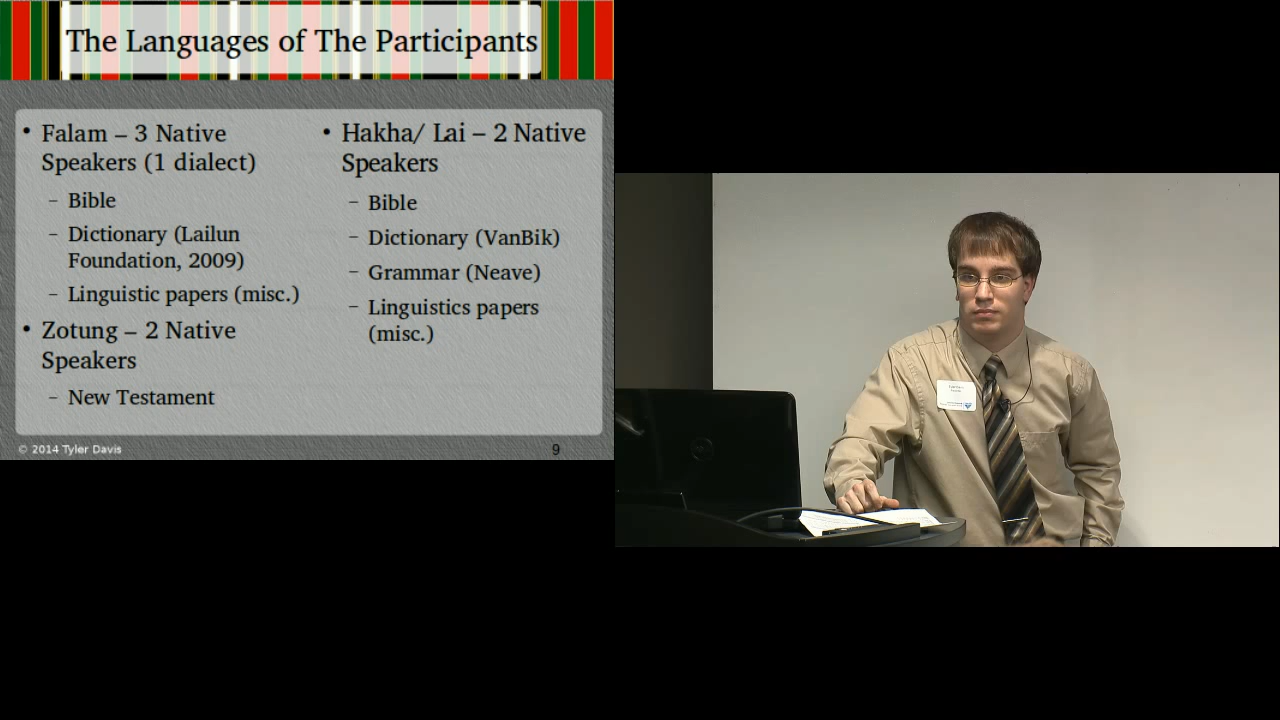 The Languages of The Participants
• Falam – 3 Native
Speakers (1 dialect)
– Bible
– Dictionary (Lailun
Foundation, 2009)
– Linguistic papers (misc.)
• Zotung – 2 Native
Speakers
– New Testament
• Hakha/ Lai – 2 Native
Speakers
– Bible
– Dictionary (VanBik)
– Grammar (Neave)
– Linguistics papers
(misc.)
© 2014 Tyler Davis
9